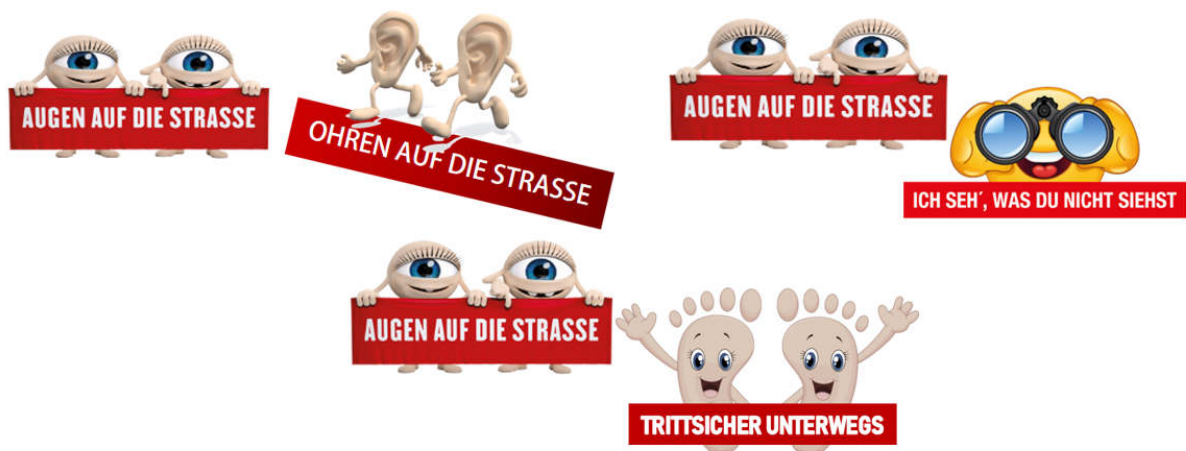 AUGEN AUF DIE STRASSE
OHREN AUF DIE STRASSE
AUGEN AUF DIE STRASSE
ICH SEH´, WAS DU NICHT SIEHST
AUGEN AUF DIE STRASSE
TRITTSICHER UNTERWEGS